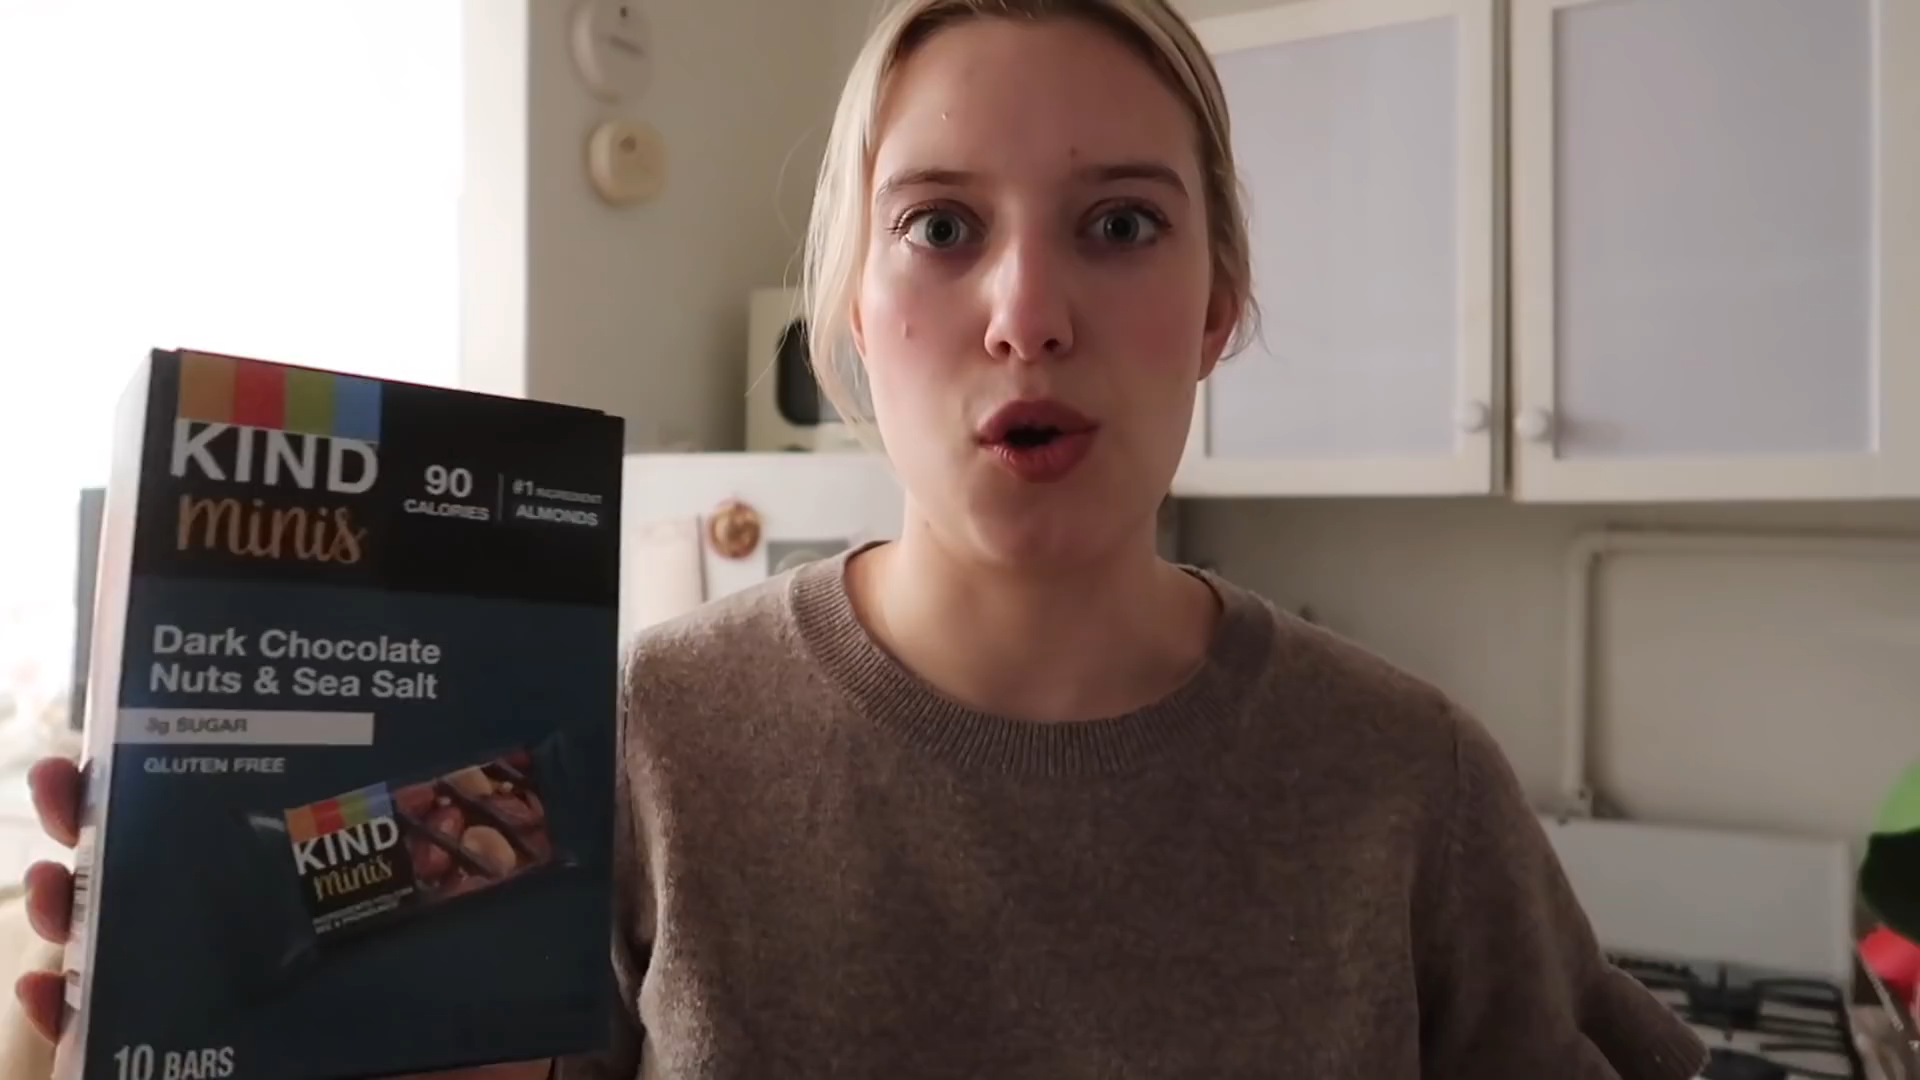 KIND
minis
90
CALORIES
#1 INGREDIENT
ALMONDS
Dark Chocolate
Nuts & Sea Salt
3g SUGAR
GLUTEN FREE
KIND
minis
10 BARS